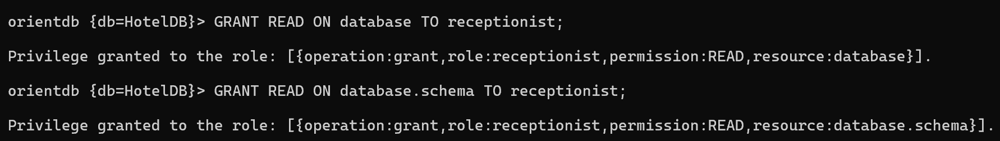 orientdb {db=HotelDB}> GRANT READ ON database TO receptionist;
Privilege granted to the role: [{operation:grant,role:receptionist,permission:READ,resource:database}].
orientdb {db=HotelDB}> GRANT READ ON database.schema TO receptionist;
Privilege granted to the role: [{operation:grant,role:receptionist,permission:READ,resource:database.schema}].